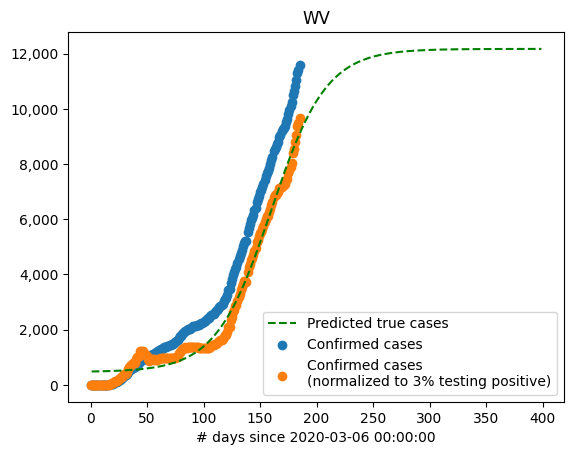 WV
12,000
10,000
8,000
6,000
4,000
2,000
0
Predicted true cases
Confirmed cases
Confirmed cases
(normalized to 3% testing positive)
0 50 100 150 200 250 300 350 400
# days since 2020-03-06 00:00:00